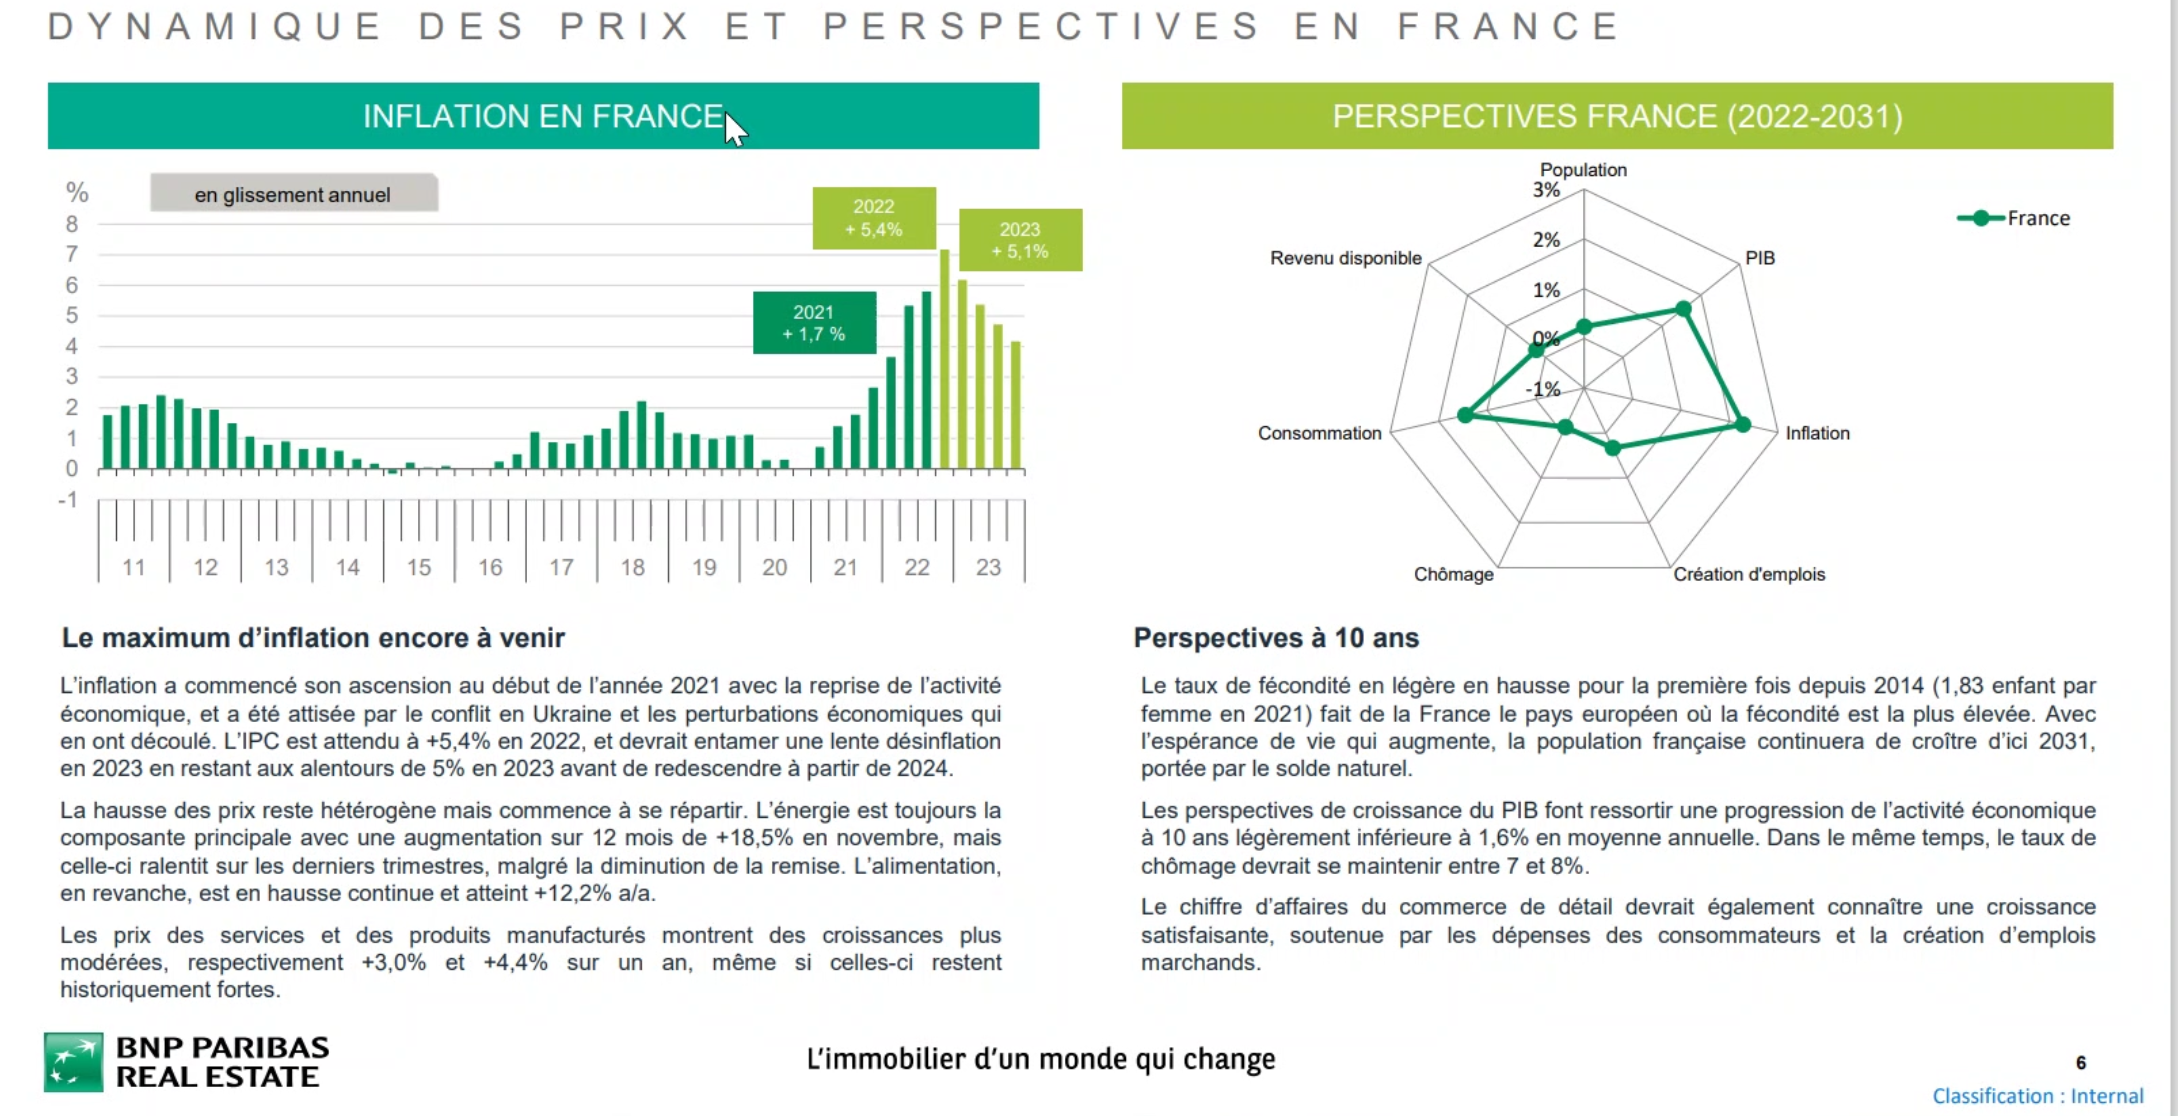 DYNAMIQUE DES PRIX ET PERSPECTIVES EN FRANCE
INFLATION EN FRANCE
%
en glissement annuel
8
7
6
5
4
3
2
1
0
-1
2021
+ 1,7 %
2022
+ 5,4%
2023
+ 5,1%
11 12 13 14 15 16 17 18 19 20 21 22 23
Le maximum d’inflation encore à venir
L’inflation a commencé son ascension au début de l’année 2021 avec la reprise de l’activité
économique, et a été attisée par le conflit en Ukraine et les perturbations économiques qui
en ont découlé. L’IPC est attendu à +5,4% en 2022, et devrait entamer une lente désinflation
en 2023 en restant aux alentours de 5% en 2023 avant de redescendre à partir de 2024.
La hausse des prix reste hétérogène mais commence à se répartir. L’énergie est toujours la
composante principale avec une augmentation sur 12 mois de +18,5% en novembre, mais
celle-ci ralentit sur les derniers trimestres, malgré la diminution de la remise. L’alimentation,
en revanche, est en hausse continue et atteint +12,2% a/a.
Les prix des services et des produits manufacturés montrent des croissances plus
modérées, respectivement +3,0% et +4,4% sur un an, même si celles-ci restent
historiquement fortes.
PERSPECTIVES FRANCE (2022-2031)
Population
3%
2%
1%
0%
-1%
France
PIB
Inflation
Création d'emplois
Chômage
Consommation
Revenu disponible
Perspectives à 10 ans
Le taux de fécondité en légère en hausse pour la première fois depuis 2014 (1,83 enfant par
femme en 2021) fait de la France le pays européen où la fécondité est la plus élevée. Avec
l’espérance de vie qui augmente, la population française continuera de croître d’ici 2031,
portée par le solde naturel.
Les perspectives de croissance du PIB font ressortir une progression de l’activité économique
à 10 ans légèrement inférieure à 1,6% en moyenne annuelle. Dans le même temps, le taux de
chômage devrait se maintenir entre 7 et 8%.
Le chiffre d’affaires du commerce de détail devrait également connaître une croissance
satisfaisante, soutenue par les dépenses des consommateurs et la création d’emplois
marchands.
BNP PARIBAS
REAL ESTATE
L’immobilier d’un monde qui change
6
Classification : Internal